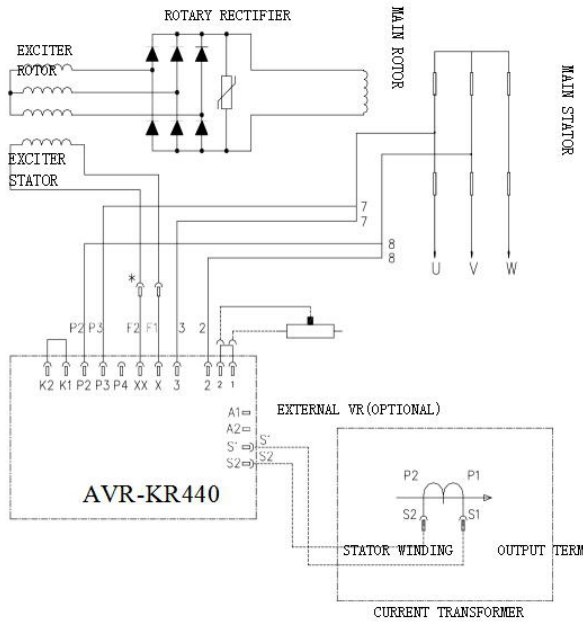 ROTARY RECTIFIER
MAIN ROTOR
MAIN STATOR
EXCITER
ROTOR
EXCITER
STATOR
7
7
8
8
U V W
*
P2 P3 F2 F1 3 2
K2 K1 P2 P3 P4 XX X 3 2 2 1
A1
A2
S'
S2
S'
S2
EXTERNAL VR(OPTIONAL)
AVR-KR440
P2 P1
S2 S1
STATOR WINDING OUTPUT TERM
CURRENT TRANSFORMER